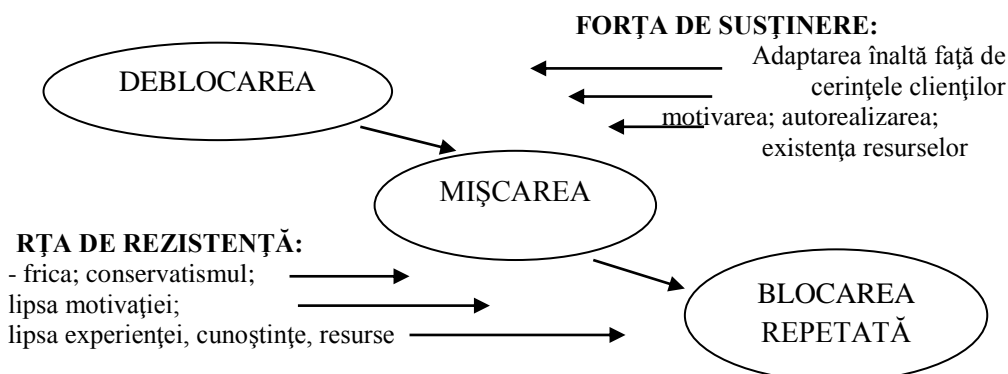 FORŢA DE SUSŢINERE:
Adaptarea înaltă faţă de
cerinţele clienţilor
motivarea; autorealizarea;
existenţa resurselor
DEBLOCAREA
MIŞCAREA
RŢA DE REZISTENŢĂ:
- frica; conservatismul;
lipsa motivaţiei;
lipsa experienţei, cunoştinţe, resurse
BLOCAREA
REPETATĂ